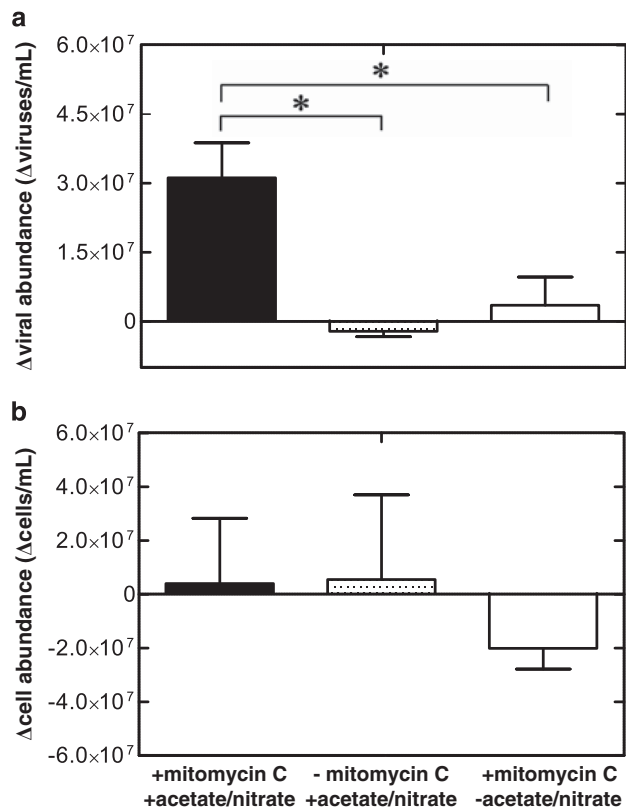 a
Δviral abundance (Δviruses/mL)
6.0×10⁷
4.5×10⁷
3.0×10⁷
1.5×10⁷
0
*
*
b
Δcell abundance (Δcells/mL)
6.0×10⁷
4.0×10⁷
2.0×10⁷
0
-2.0×10⁷
-4.0×10⁷
-6.0×10⁷
+mitomycin C
+acetate/nitrate
- mitomycin C
+acetate/nitrate
+mitomycin C
-acetate/nitrate